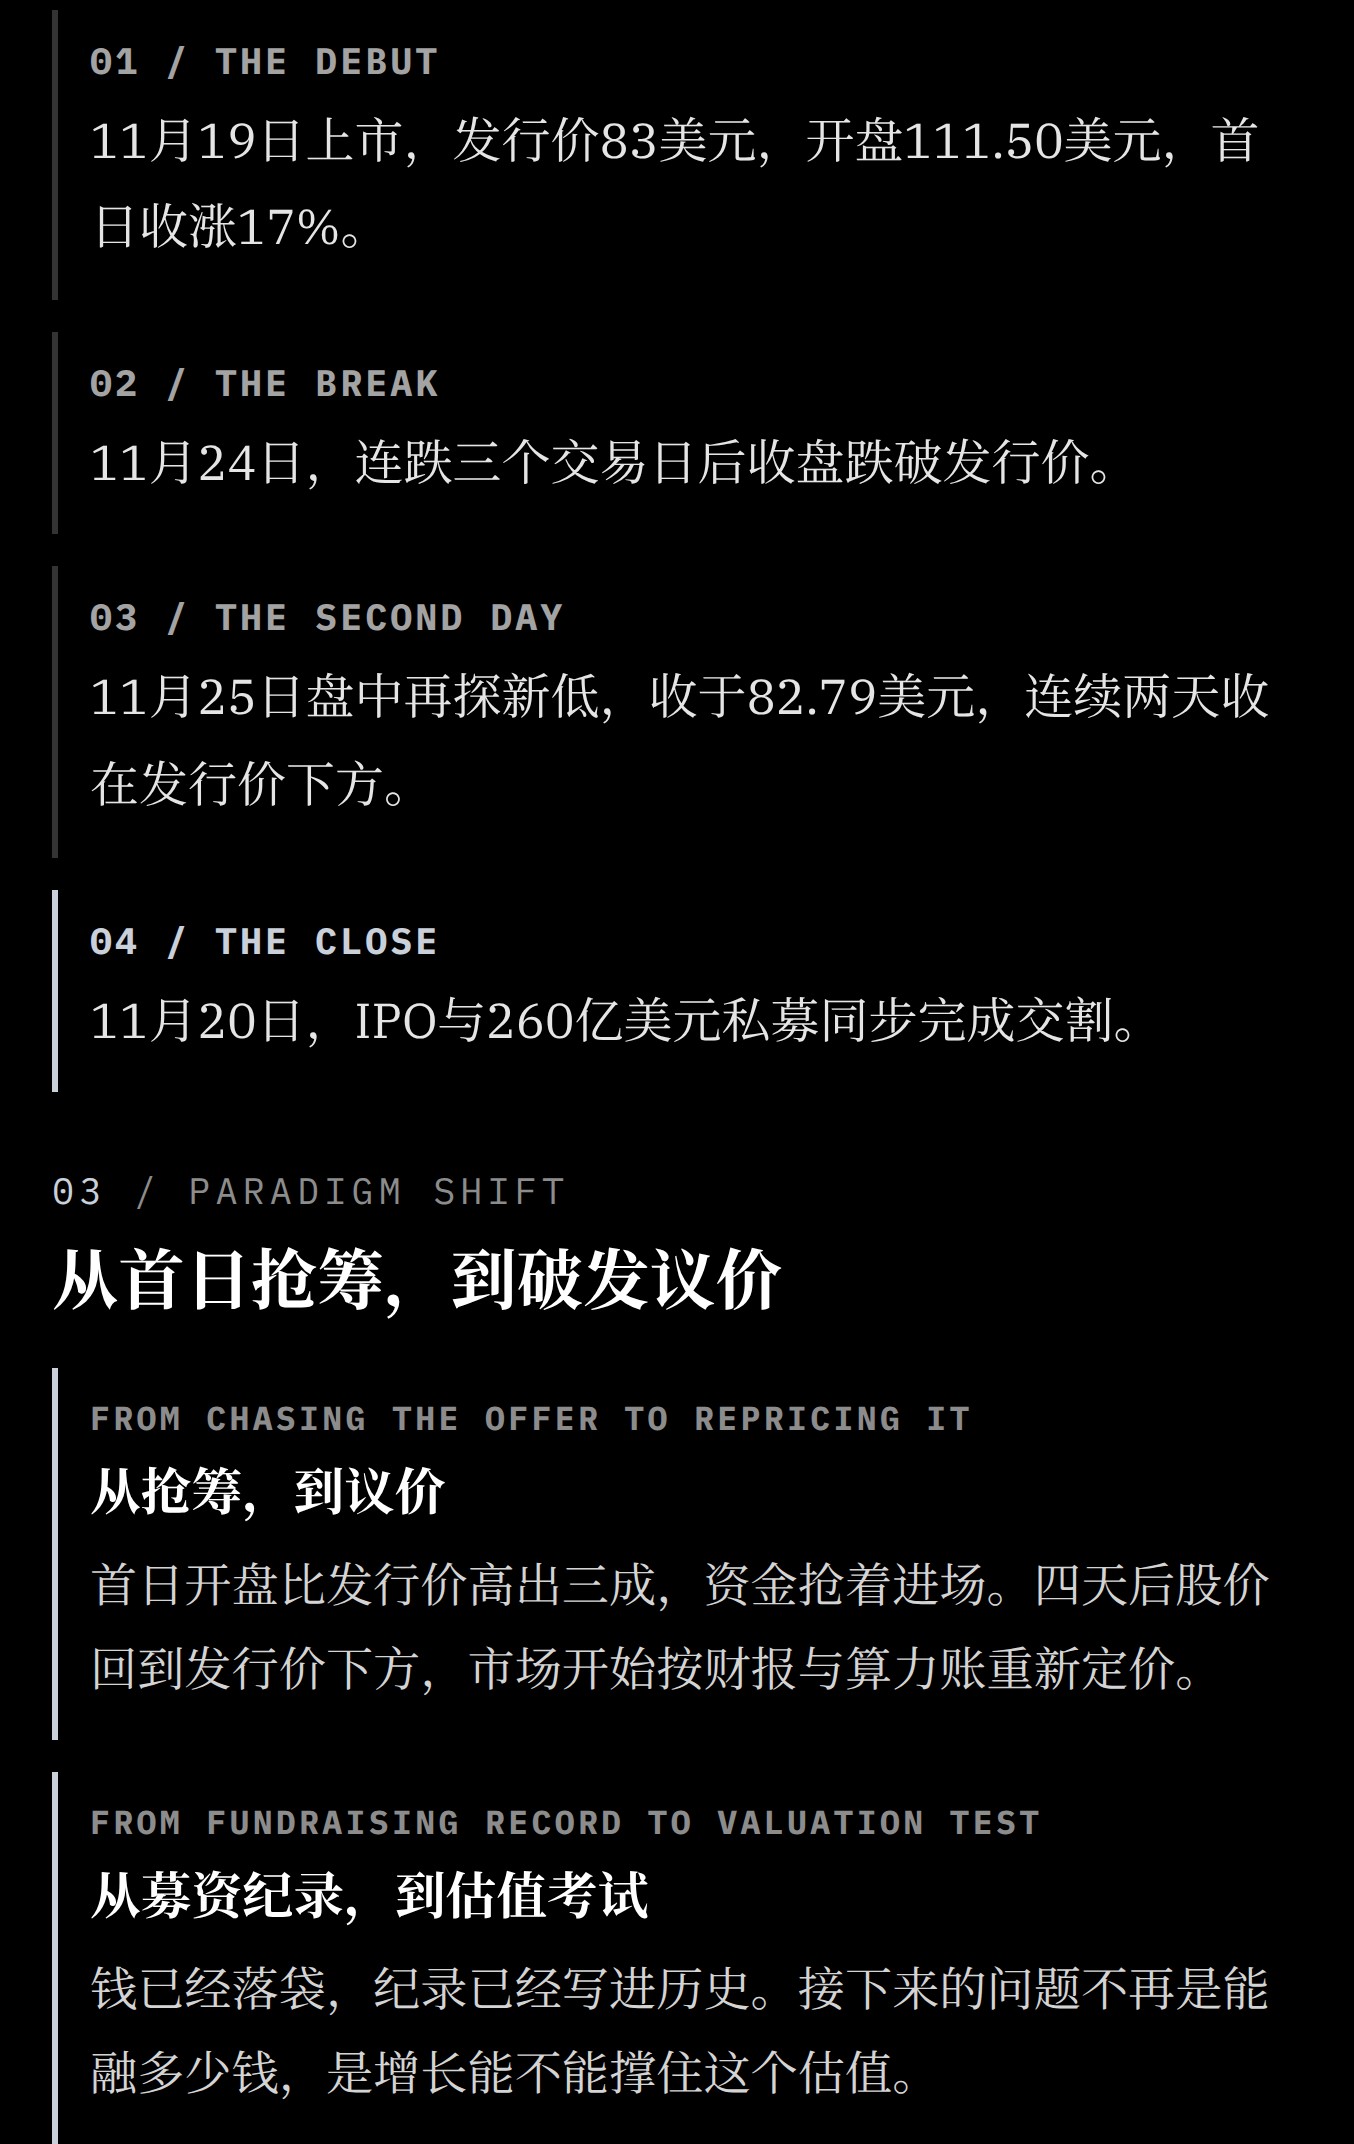 01 / THE DEBUT
11月19日上市，发行价83美元，开盘111.50美元，首
日收涨17%。
02 / THE BREAK
11月24日，连跌三个交易日后收盘跌破发行价。
03 / THE SECOND DAY
11月25日盘中再探新低，收于82.79美元，连续两天收
在发行价下方。
04 / THE CLOSE
11月20日，IPO与260亿美元私募同步完成交割。
03 / PARADIGM SHIFT
从首日抢筹，到破发议价
FROM CHASING THE OFFER TO REPRICING IT
从抢筹，到议价
首日开盘比发行价高出三成，资金抢着进场。四天后股价
回到发行价下方，市场开始按财报与算力账重新定价。
FROM FUNDRAISING RECORD TO VALUATION TEST
从募资纪录，到估值考试
钱已经落袋，纪录已经写进历史。接下来的问题不再是能
融多少钱，是增长能不能撑住这个估值。